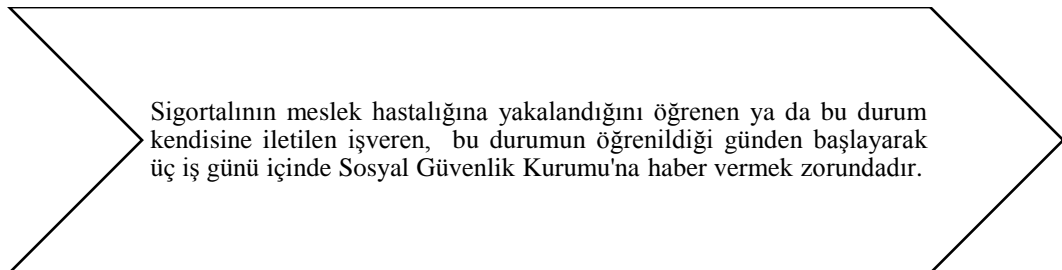 Sigortalının meslek hastalığına yakalandığını öğrenen ya da bu durum
kendisine iletilen işveren,  bu durumun öğrenildiği günden başlayarak
üç iş günü içinde Sosyal Güvenlik Kurumu'na haber vermek zorundadır.